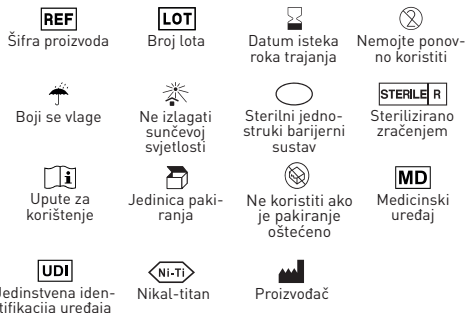 REF
Šifra proizvoda
LOT
Broj lota
Datum isteka
roka trajanja
2
Nemojte ponov-
no koristiti
Boji se vlage
Ne izlagati
sunčevoj
svjetlosti
Sterilni jedno-
struki barijerni
sustav
STERILE R
Sterilizirano
zračenjem
i
Upute za
korištenje
Jedinica paki-
ranja
Ne koristiti ako
je pakiranje
oštećeno
MD
Medicinski
uređaj
UDI
Jedinstvena iden-
tifikacija uređaja
Ni-Ti
Nikal-titan
Proizvođač